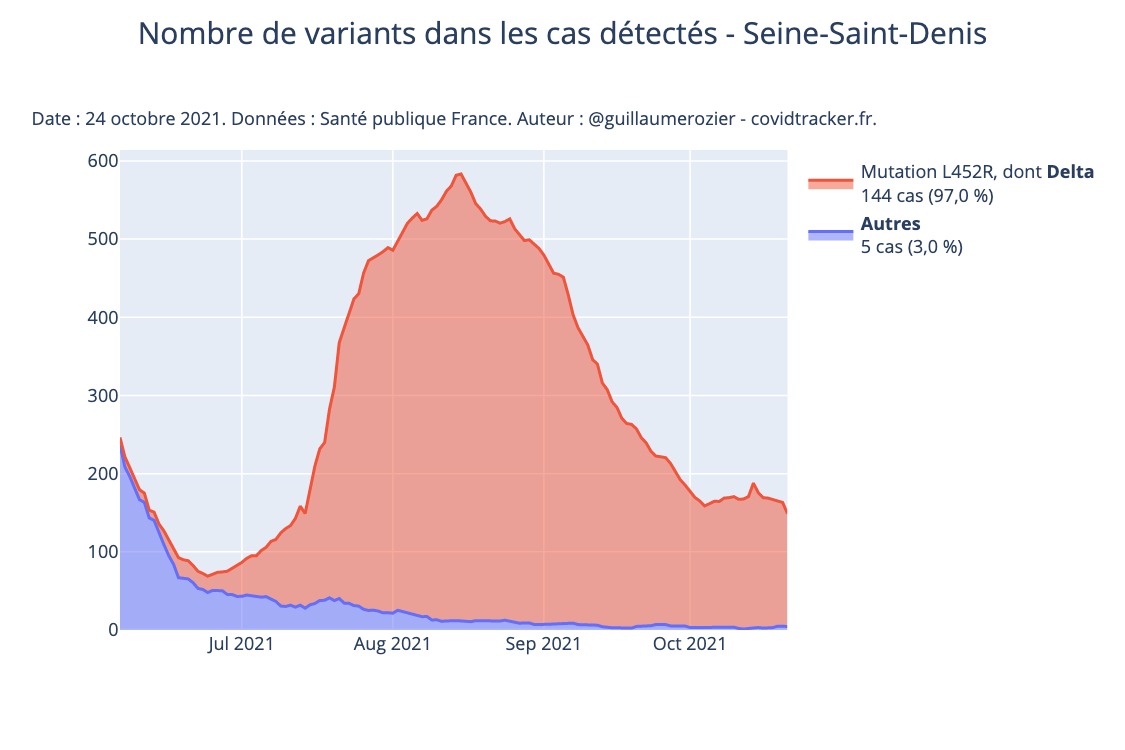 Nombre de variants dans les cas détectés - Seine-Saint-Denis
Date : 24 octobre 2021. Données : Santé publique France. Auteur : @guillaumerozier - covidtracker.fr.
Mutation L452R, dont Delta
144 cas (97,0 %)
Autres
5 cas (3,0 %)
600
500
400
300
200
100
0
Jul 2021 Aug 2021 Sep 2021 Oct 2021